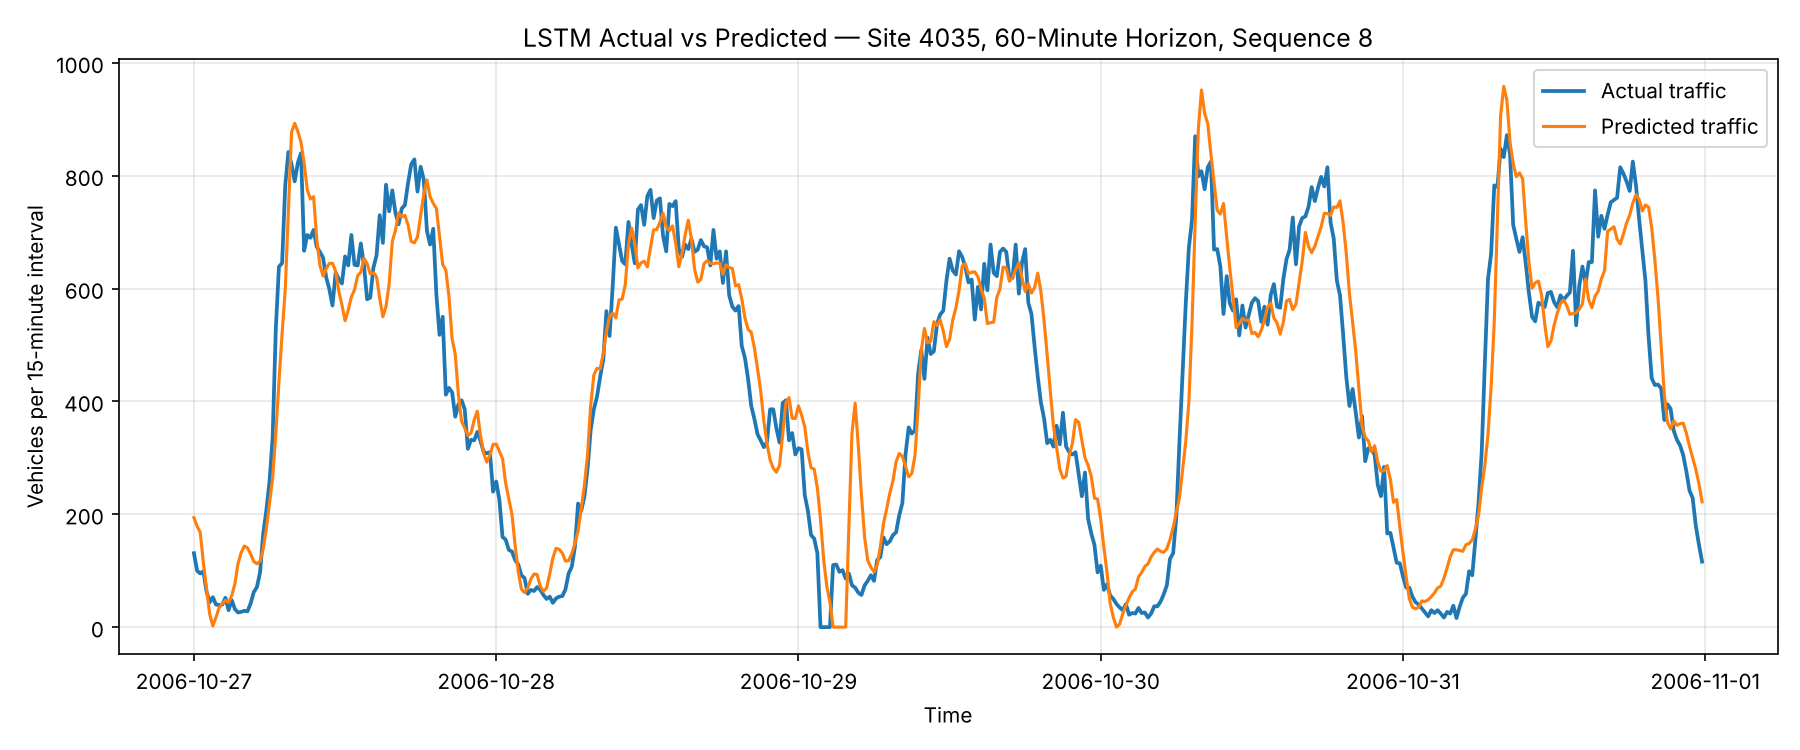 LSTM Actual vs Predicted — Site 4035, 60-Minute Horizon, Sequence 8
Actual traffic
Predicted traffic
Vehicles per 15-minute interval
1000
800
600
400
200
0
2006-10-27 2006-10-28 2006-10-29 2006-10-30 2006-10-31 2006-11-01
Time